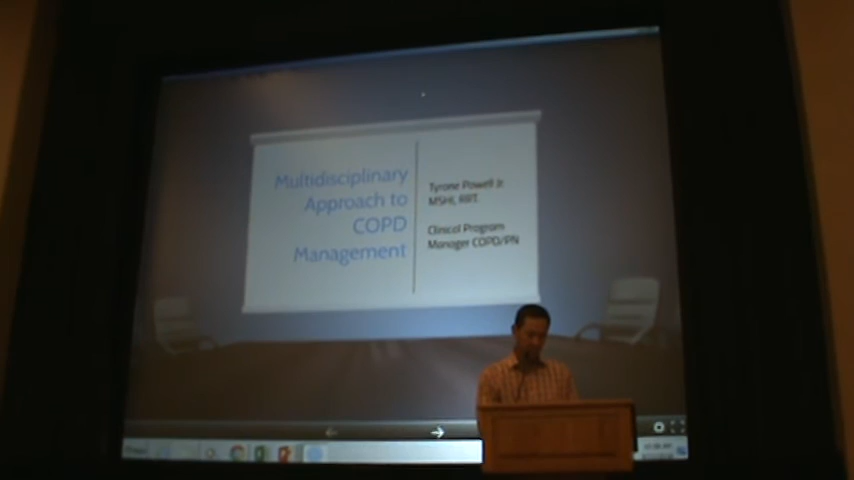 Multidisciplinary
Approach to
COPD
Management
Tyrone Powell Jr.
MSHI, RRT
Clinical Program
Manager COPD/PN